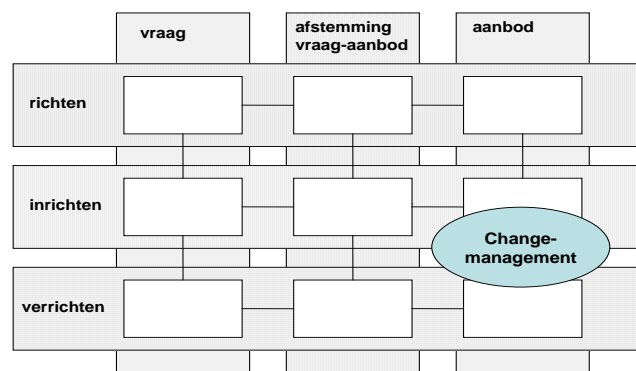 vraag
afstemming
vraag-aanbod
aanbod
richten
inrichten
Change-
management
verrichten